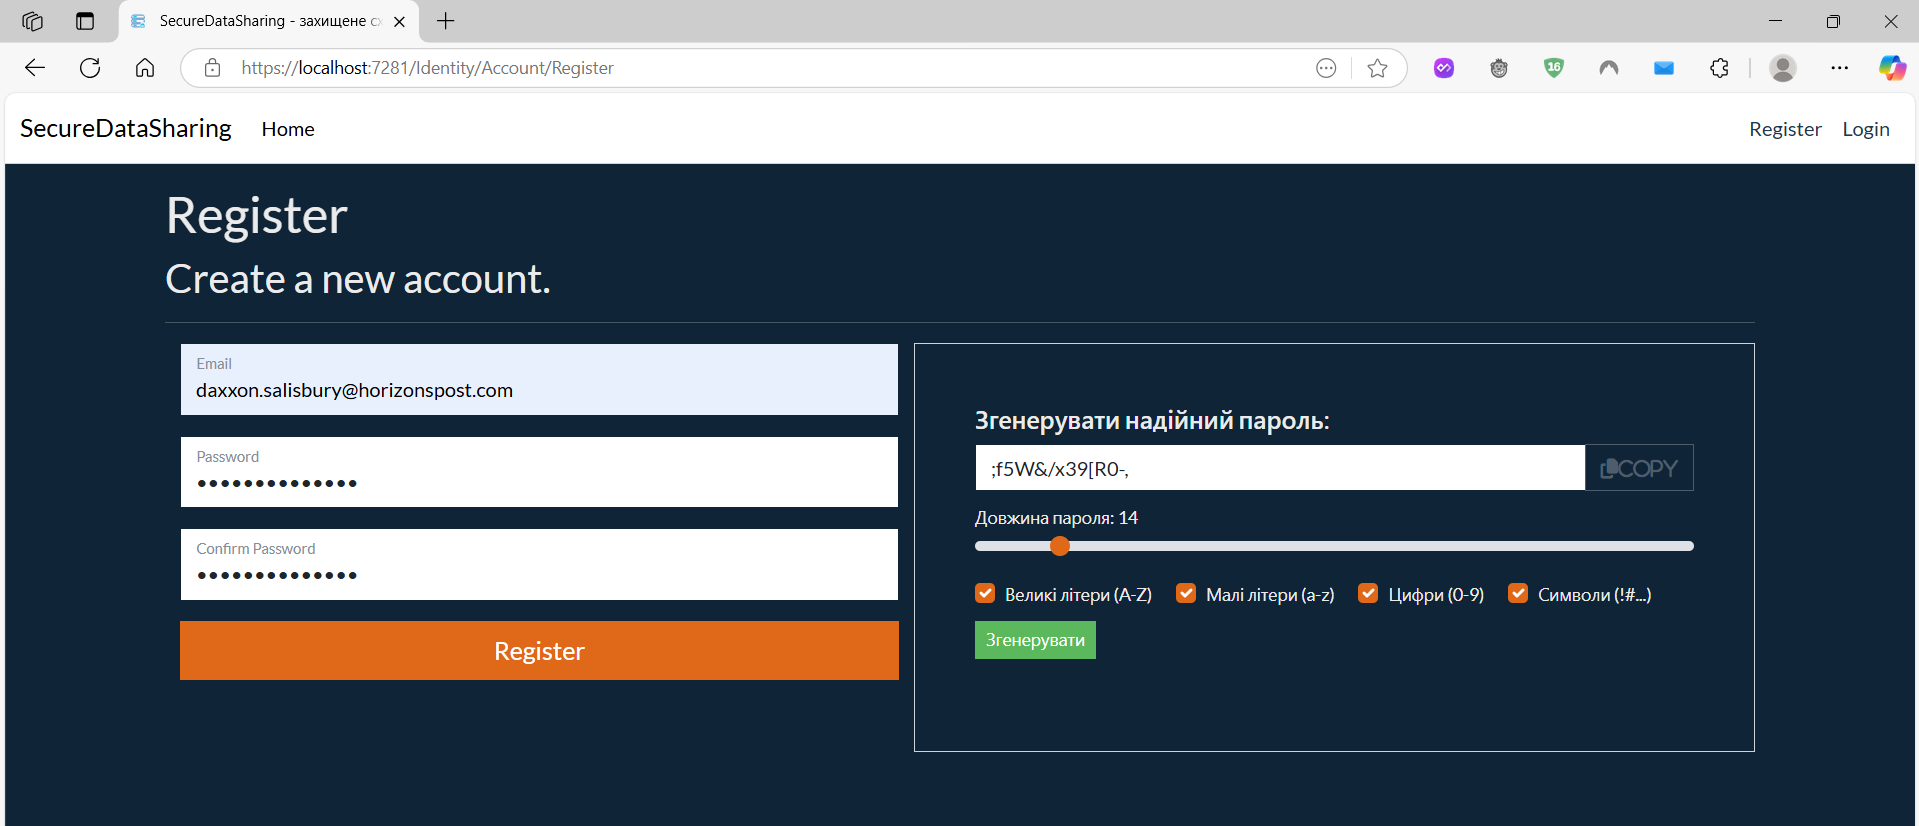 SecureDataSharing - захищене сх
https://localhost:7281/Identity/Account/Register
16
SecureDataSharing Home Register Login
Register
Create a new account.
Email
daxxon.salisbury@horizonspost.com
Password
Confirm Password
Register
Згенерувати надійний пароль:
;f5W&/x39[R0-,
COPY
Довжина пароля: 14
Великі літери (A-Z) Малі літери (a-z) Цифри (0-9) Символи (!#...)
Згенерувати